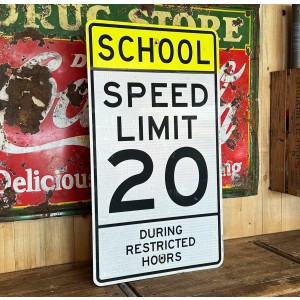 DRUG STORE
SCHOOL
SPEED
LIMIT
20
DURING
RESTRICTED
HOURS
Delicious